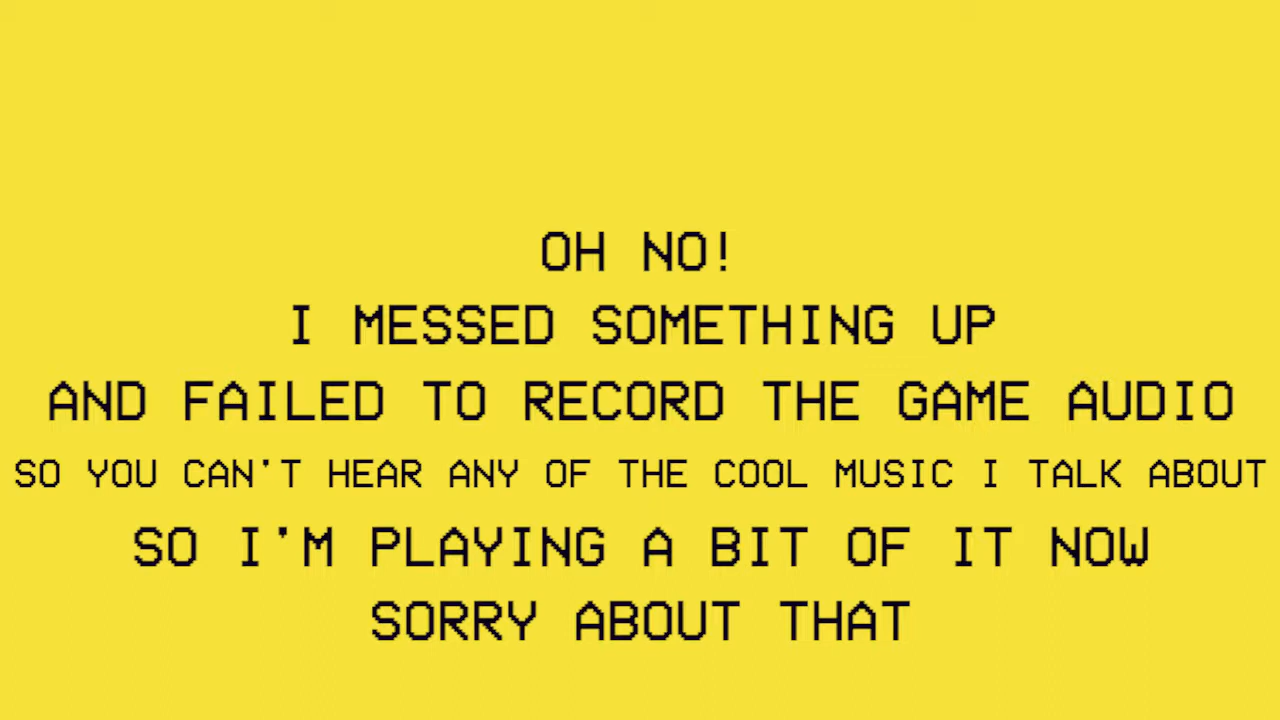 OH NO!
I MESSED SOMETHING UP
AND FAILED TO RECORD THE GAME AUDIO
SO YOU CAN'T HEAR ANY OF THE COOL MUSIC I TALK ABOUT
SO I'M PLAYING A BIT OF IT NOW
SORRY ABOUT THAT